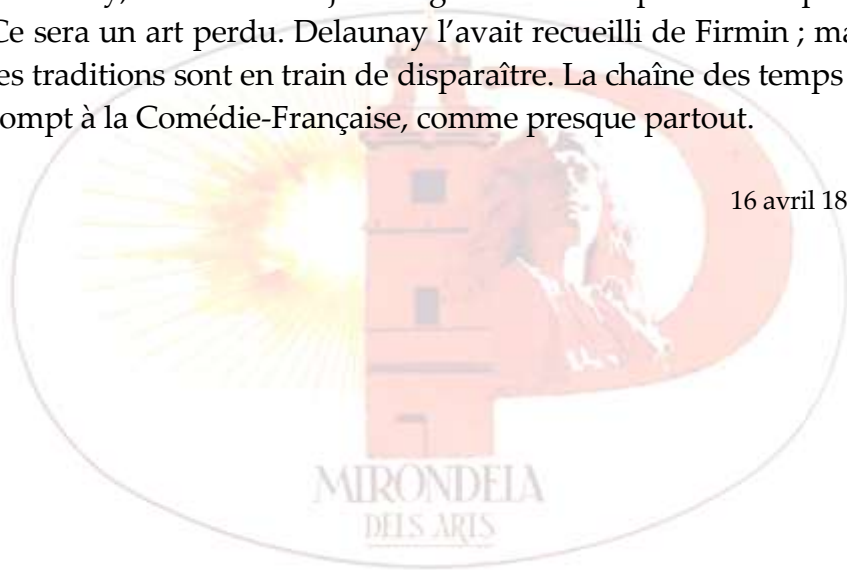 Ce sera un art perdu. Delaunay l’avait recueilli de Firmin ; ma
es traditions sont en train de disparaître. La chaîne des temps
ompt à la Comédie-Française, comme presque partout.
16 avril 18
MIRONDELA
DELS ARTS